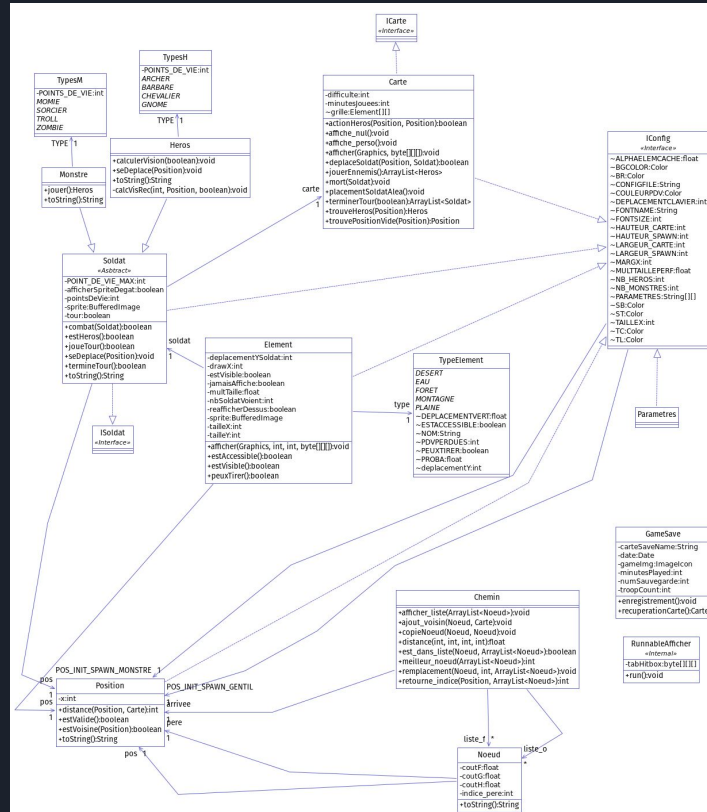 ICarte
«Interface»
TypesH
-POINTS_DE_VIE:int
ARCHER
BARBARE
CHEVALIER
GNOME
TYPE 1
TypesM
-POINTS_DE_VIE:int
MOMIE
SORCIER
TROLL
ZOMBIE
TYPE 1
Heros
+calculerVision(boolean):void
+seDeplace(Position):void
+toString():String
-calcVisRec(int, Position, boolean):void
Monstre
+jouer():Heros
+toString():String
Carte
-difficulte:int
-minutesJouees:int
~grille:Element[][]
+actionHeros(Position, Position):boolean
+affiche_nul():void
+affiche_perso():void
+afficher(Graphics, byte[][][]):void
+deplaceSoldat(Position, Soldat):boolean
+jouerEnnemis():ArrayList<Heros>
+mort(Soldat):void
+placementSoldatAlea():void
+terminerTour(boolean):ArrayList<Soldat>
+trouveHeros(Position):Heros
+trouvePositionVide(Position):Position
carte
1
IConfig
«Interface»
~ALPHAELEMCACHE:float
~BGCOLOR:Color
~BR:Color
~CONFIGFILE:String
~COULEURPDV:Color
~DEPLACEMENTCLAVIER:int
~FONTNAME:String
~FONTSIZE:int
~HAUTEUR_CARTE:int
~HAUTEUR_SPAWN:int
~LARGEUR_CARTE:int
~LARGEUR_SPAWN:int
~MARGX:int
~MULTTAILLEPERF:float
~NB_HEROS:int
~NB_MONSTRES:int
~PARAMETRES:String[][]
~SB:Color
~ST:Color
~TAILLEX:int
~TC:Color
~TL:Color
Soldat
«Asbtract»
-POINT_DE_VIE_MAX:int
-afficherSpriteDegat:boolean
-pointsDeVie:int
-sprite:BufferedImage
-tour:boolean
+combat(Soldat):boolean
+estHeros():boolean
+joueTour():boolean
+seDeplace(Position):void
+termineTour():boolean
+toString():String
soldat
1
Element
-deplacementYSoldat:int
-drawX:int
-estVisible:boolean
-jamaisAffiche:boolean
-multTaille:float
-nbSoldatVoient:int
-reafficherDessus:boolean
-sprite:BufferedImage
-tailleX:int
-tailleY:int
+afficher(Graphics, int, int, byte[][][]):void
+estAccessible():boolean
+estVisible():boolean
+peuxTirer():boolean
type
1
TypeElement
DESERT
EAU
FORET
MONTAGNE
PLAINE
~DEPLACEMENTVERT:float
~ESTACCESSIBLE:boolean
~NOM:String
~PDVPERDUES:int
~PEUXTIRER:boolean
~PROBA:float
~deplacementY:int
Parametres
ISoldat
«Interface»
GameSave
-carteSaveName:String
-date:Date
-gameImg:ImageIcon
-minutesPlayed:int
-numSauvegarde:int
-troopCount:int
+enregistrement():void
+recuperationCarte():Carte
Chemin
+afficher_liste(ArrayList<Noeud>):void
+ajout_voisin(Noeud, Carte):void
+copieNoeud(Noeud, Noeud):void
+distance(int, int, int, int):float
+est_dans_liste(Noeud, ArrayList<Noeud>):boolean
+meilleur_noeud(ArrayList<Noeud>):int
+remplacement(Noeud, int, ArrayList<Noeud>):void
+retourne_indice(Position, ArrayList<Noeud>):int
RunnableAfficher
«Internal»
-tabHitbox:byte[][][]
+run():void
POS_INIT_SPAWN_MONSTRE 1
pos
1
pos
1
Position
-x:int
+distance(Position, Carte):int
+estValide():boolean
+estVoisine(Position):boolean
+toString():String
POS_INIT_SPAWN_GENTIL
1
arrivee
1
pere
1
pos 1
liste_f *
liste_o
*
Noeud
-coutF:float
-coutG:float
-coutH:float
-indice_pere:int
+toString():String